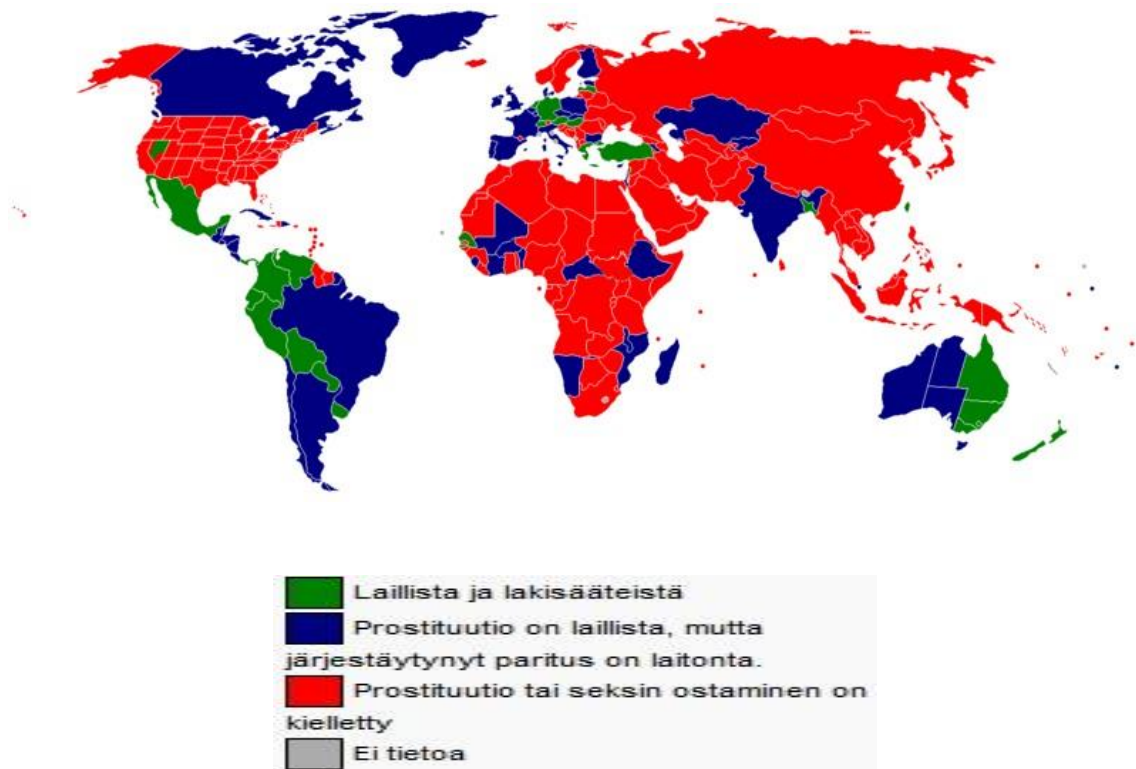 Laillista ja lakisääteistä
Prostituutio on laillista, mutta
järjestäytynyt paritus on laitonta.
Prostituutio tai seksin ostaminen on
kielletty
Ei tietoa